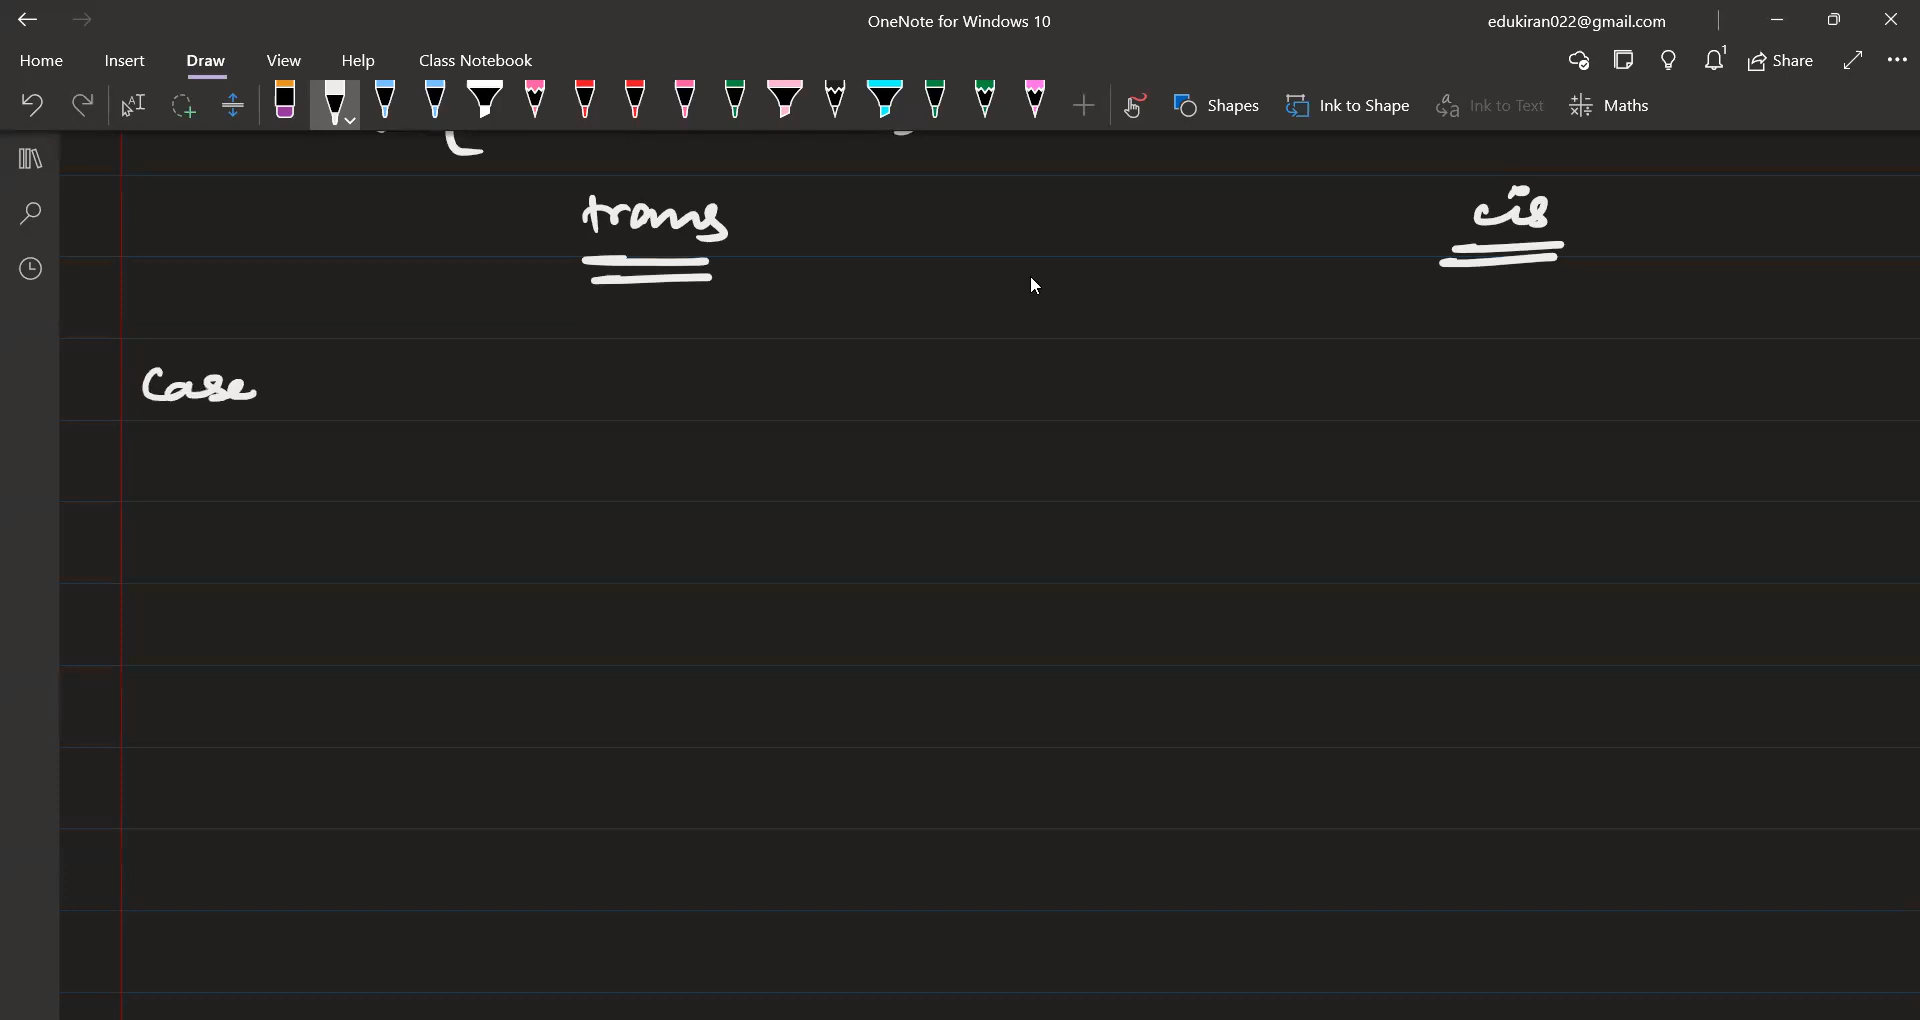 OneNote for Windows 10
edukiran022@gmail.com
Home Insert Draw View Help Class Notebook
1
Share
Shapes Ink to Shape Ink to Text Maths
trans cis
Case